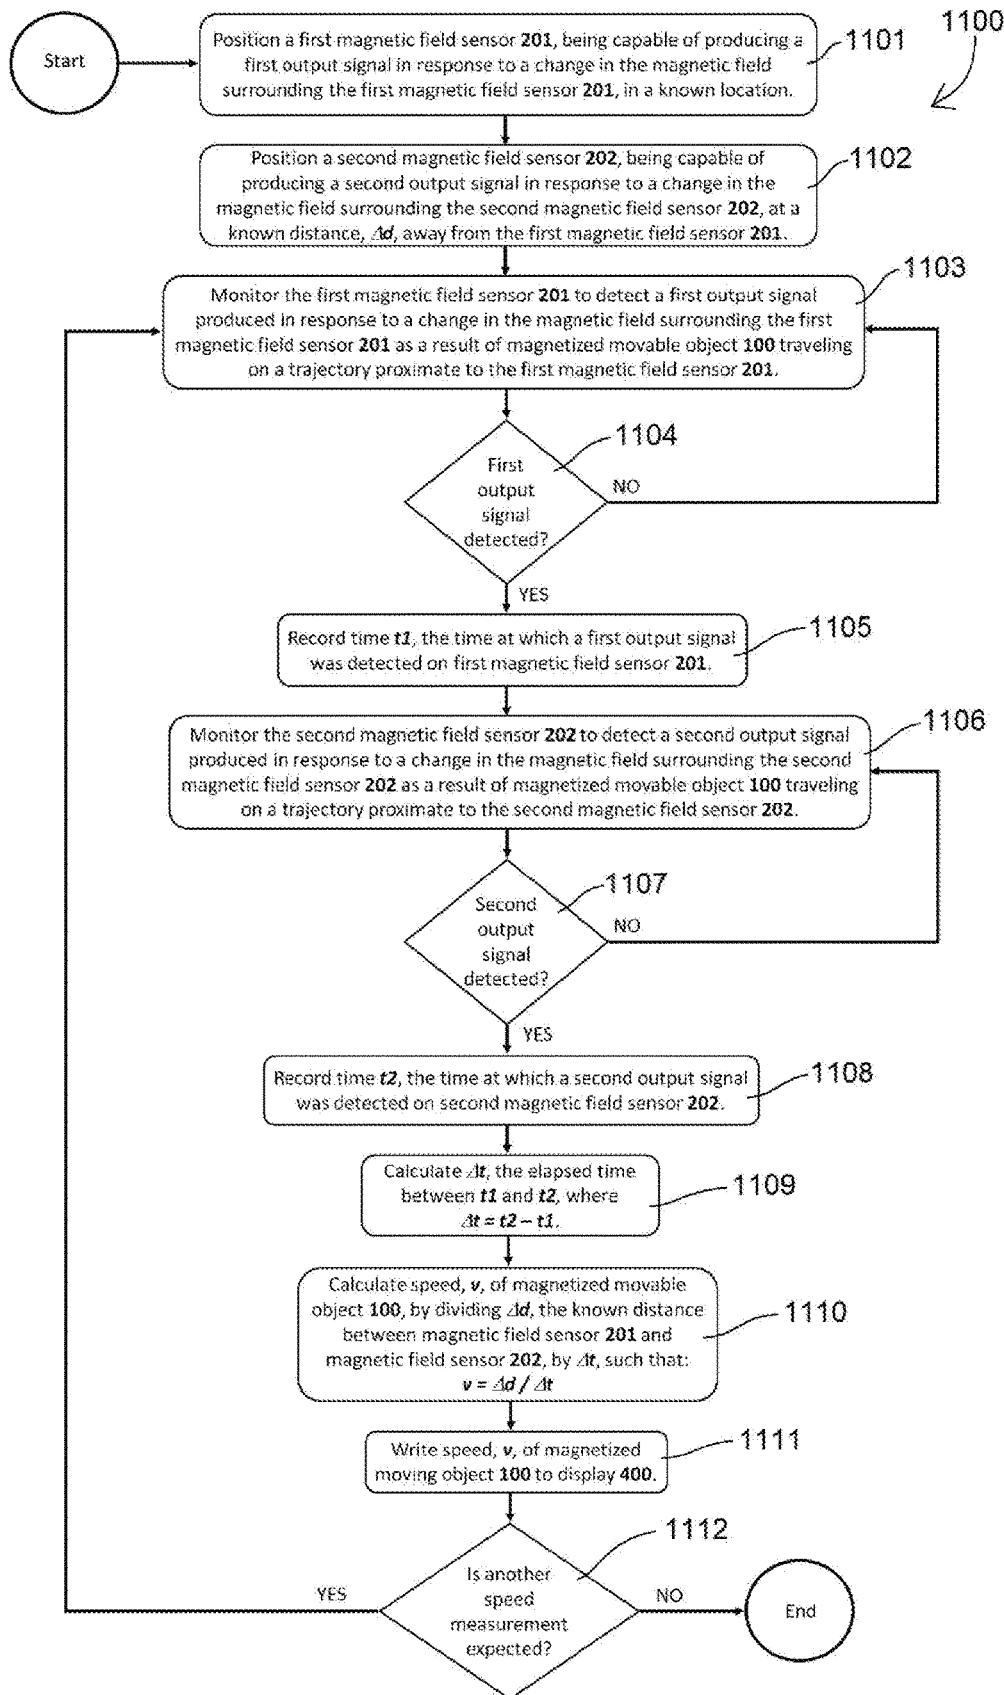 1100
Start
Position a first magnetic field sensor 201, being capable of producing a
first output signal in response to a change in the magnetic field
surrounding the first magnetic field sensor 201, in a known location.
1101
Position a second magnetic field sensor 202, being capable of
producing a second output signal in response to a change in the
magnetic field surrounding the second magnetic field sensor 202, at a
known distance, Δd, away from the first magnetic field sensor 201.
1102
Monitor the first magnetic field sensor 201 to detect a first output signal
produced in response to a change in the magnetic field surrounding the first
magnetic field sensor 201 as a result of magnetized movable object 100 traveling
on a trajectory proximate to the first magnetic field sensor 201.
1103
First
output
signal
detected?
1104
NO
YES
Record time t1, the time at which a first output signal
was detected on first magnetic field sensor 201.
1105
Monitor the second magnetic field sensor 202 to detect a second output signal
produced in response to a change in the magnetic field surrounding the second
magnetic field sensor 202 as a result of magnetized movable object 100 traveling
on a trajectory proximate to the second magnetic field sensor 202.
1106
Second
output
signal
detected?
1107
NO
YES
Record time t2, the time at which a second output signal
was detected on second magnetic field sensor 202.
1108
Calculate Δt, the elapsed time
between t1 and t2, where
Δt = t2 – t1.
1109
Calculate speed, v, of magnetized movable
object 100, by dividing Δd, the known distance
between magnetic field sensor 201 and
magnetic field sensor 202, by Δt, such that:
v = Δd / Δt
1110
Write speed, v, of magnetized
moving object 100 to display 400.
1111
Is another
speed
measurement
expected?
1112
YES
NO
End